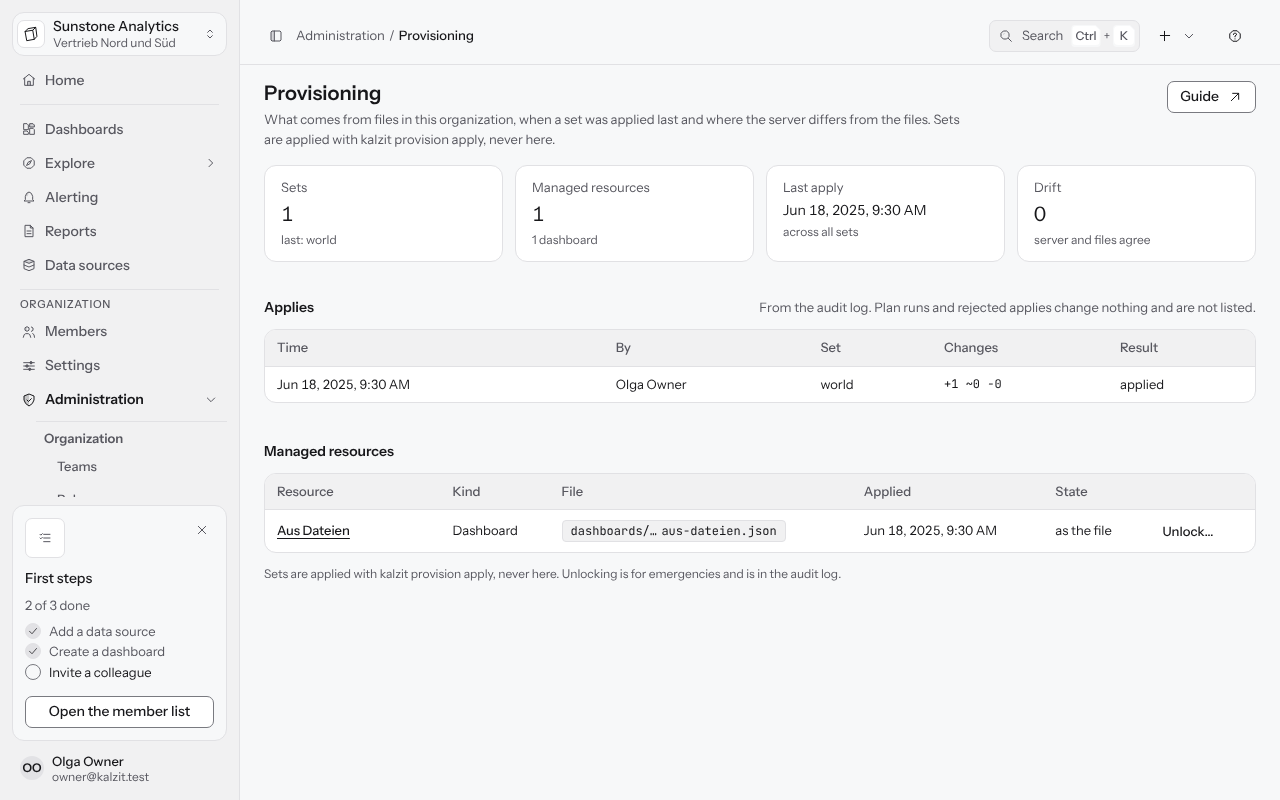 Sunstone Analytics
Vertrieb Nord und Süd
Home
Dashboards
Explore
Alerting
Reports
Data sources
ORGANIZATION
Members
Settings
Administration
Organization
Teams
First steps
2 of 3 done
Add a data source
Create a dashboard
Invite a colleague
Open the member list
OO Olga Owner
owner@kalzit.test
Administration / Provisioning
Search Ctrl + K
Provisioning
Guide
What comes from files in this organization, when a set was applied last and where the server differs from the files. Sets
are applied with kalzit provision apply, never here.
Sets
1
last: world
Managed resources
1
1 dashboard
Last apply
Jun 18, 2025, 9:30 AM
across all sets
Drift
0
server and files agree
Applies
From the audit log. Plan runs and rejected applies change nothing and are not listed.
Time By Set Changes Result
Jun 18, 2025, 9:30 AM Olga Owner world +1 ~0 -0 applied
Managed resources
Resource Kind File Applied State
Aus Dateien Dashboard dashboards/… aus-dateien.json Jun 18, 2025, 9:30 AM as the file Unlock…
Sets are applied with kalzit provision apply, never here. Unlocking is for emergencies and is in the audit log.